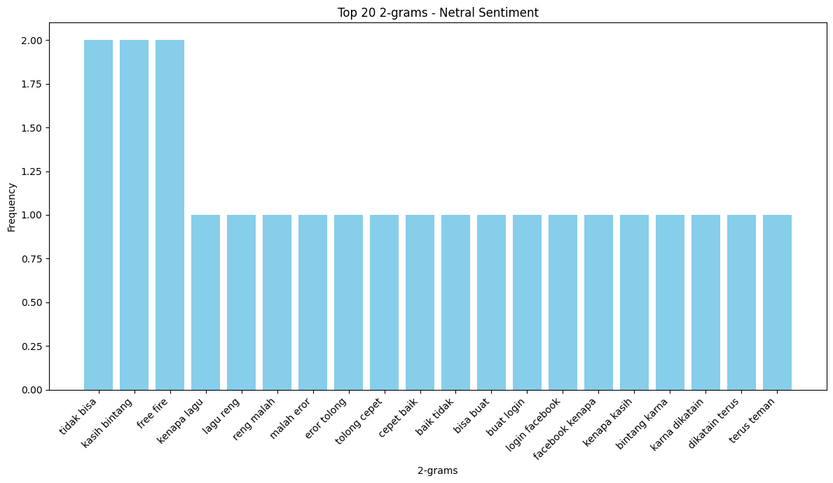 Top 20 2-grams - Netral Sentiment
Frequency
2.00
1.75
1.50
1.25
1.00
0.75
0.50
0.25
0.00
tidak bisa
kasih bintang
free fire
kenapa lagu
lagu reng
reng malah
malah eror
eror tolong
tolong cepet
cepet baik
baik tidak
bisa buat
buat login
login facebook
facebook kenapa
kenapa kasih
bintang karna
karna dikatain
dikatain terus
terus teman
2-grams